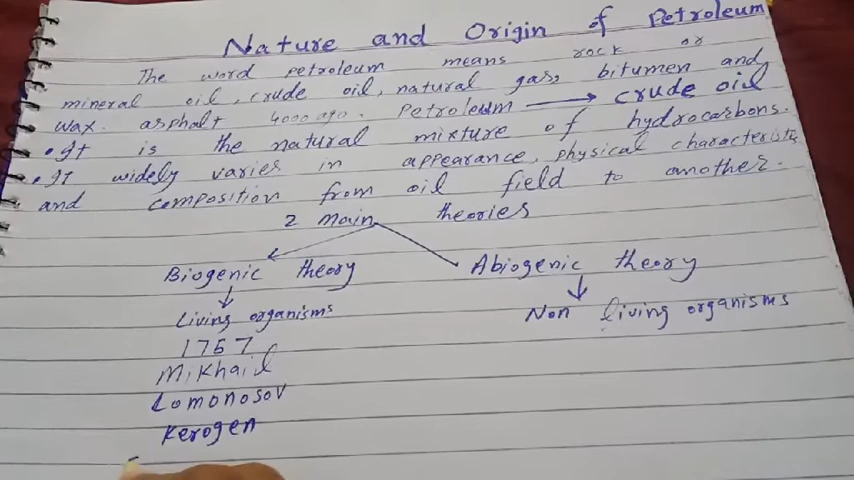 Nature and Origin of Petroleum
The word petroleum means rock or
mineral oil, crude oil, natural gas, bitumen and
wax. asphalt 4000 ago. Petroleum → crude oil
• It is the natural mixture of hydrocarbons.
• It widely varies in appearance, physical characteristics
and composition from oil field to another.
2 main theories
Biogenic theory
Abiogenic theory
Living organisms
Non living organisms
1757
Mikhail
Lomonosov
Kerogen